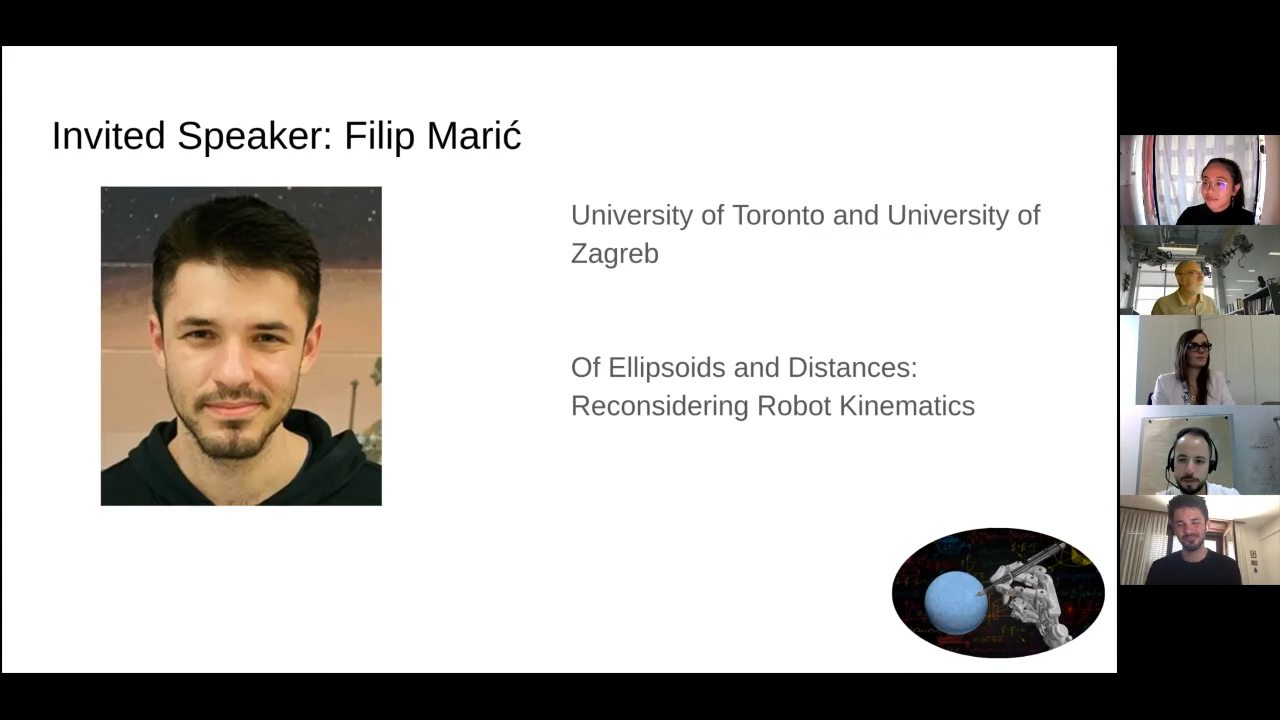 Invited Speaker: Filip Marić
University of Toronto and University of
Zagreb
Of Ellipsoids and Distances:
Reconsidering Robot Kinematics